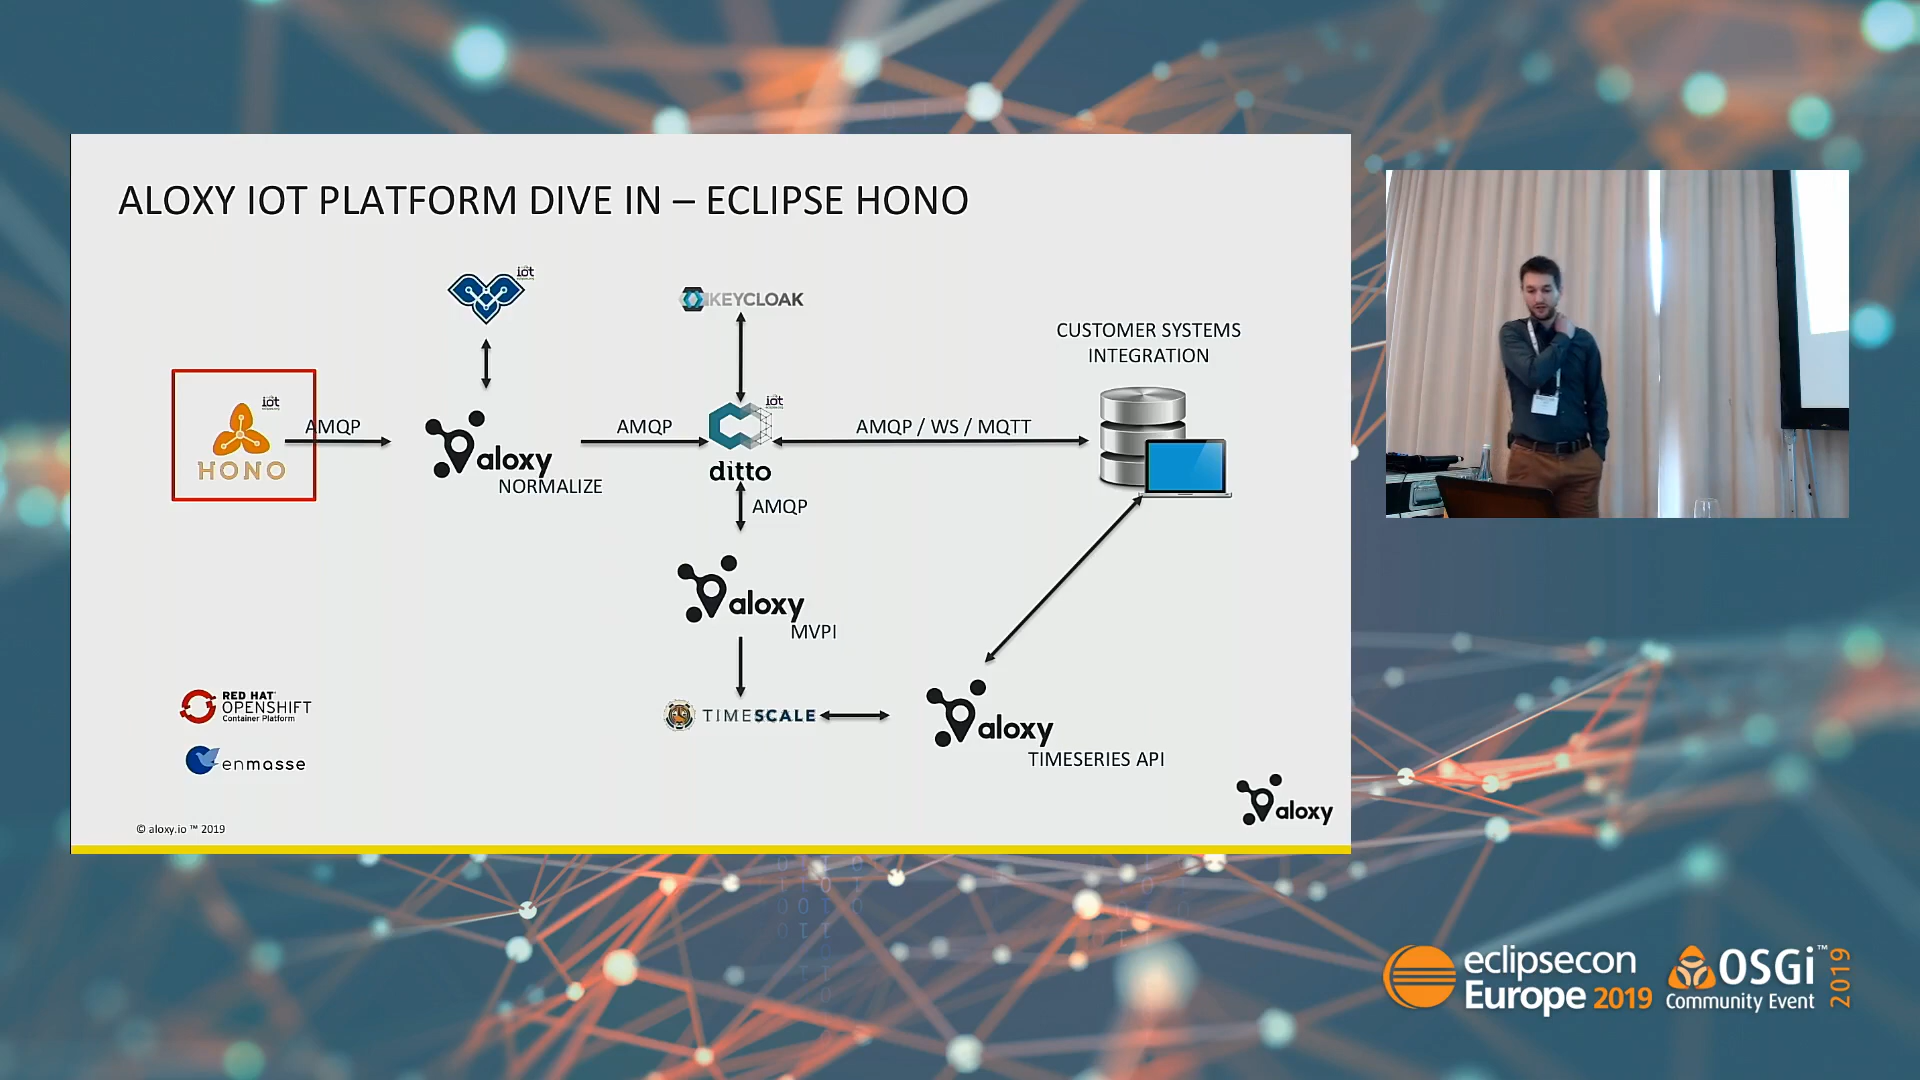 ALOXY IOT PLATFORM DIVE IN – ECLIPSE HONO
iot
KEYCLOAK
CUSTOMER SYSTEMS
INTEGRATION
iot
HONO
AMQP
aloxy
NORMALIZE
AMQP
iot
ditto
AMQP / WS / MQTT
AMQP
aloxy
MVPI
RED HAT
OPENSHIFT
Container Platform
enmasse
TIMESCALE
aloxy
TIMESERIES API
aloxy
© aloxy.io ™ 2019
eclipsecon
Europe 2019
OSGi™
Community Event
2019